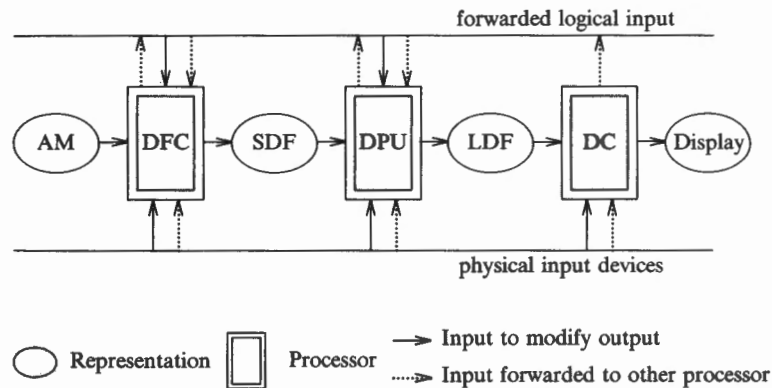 forwarded logical input
AM DFC SDF DPU LDF DC Display
physical input devices
Representation Processor
Input to modify output
Input forwarded to other processor